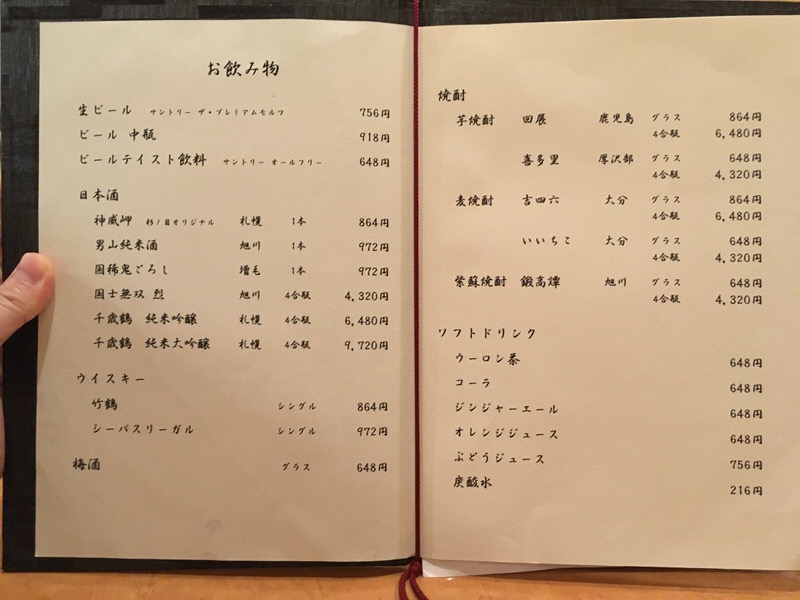 お飲み物
生ビール サントリー ザ・プレミアムモルツ 756円
ビール 中瓶 918円
ビールテイスト飲料 サントリー オールフリー 648円
日本酒
神威岬 杉ノ目オリジナル 札幌 1本 864円
男山純米酒 旭川 1本 972円
国稀鬼ごろし 増毛 1本 972円
国士無双 烈 旭川 4合瓶 4,320円
千歳鶴 純米吟醸 札幌 4合瓶 6,480円
千歳鶴 純米大吟醸 札幌 4合瓶 9,720円
ウイスキー
竹鶴 シングル 864円
シーバスリーガル シングル 972円
梅酒 グラス 648円
焼酎
芋焼酎 田展 鹿児島 グラス 864円
4合瓶 6,480円
喜多里 厚沢部 グラス 648円
4合瓶 4,320円
麦焼酎 吉四六 大分 グラス 864円
4合瓶 6,480円
いいちこ 大分 グラス 648円
4合瓶 4,320円
紫蘇焼酎 鍛高譚 旭川 グラス 648円
4合瓶 4,320円
ソフトドリンク
ウーロン茶 648円
コーラ 648円
ジンジャーエール 648円
オレンジジュース 648円
ぶどうジュース 756円
炭酸水 216円